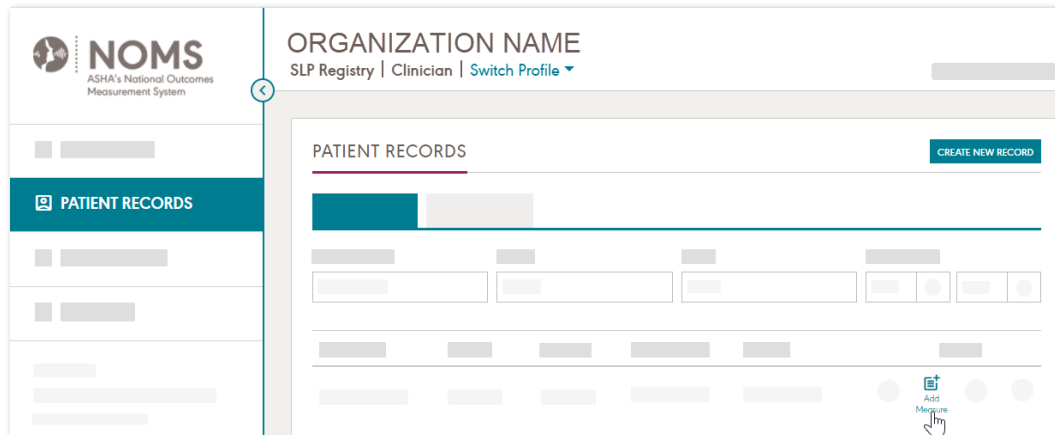 NOMS
ASHA's National Outcomes
Measurement System
ORGANIZATION NAME
SLP Registry | Clinician | Switch Profile
PATIENT RECORDS
PATIENT RECORDS
CREATE NEW RECORD
Add
Measure